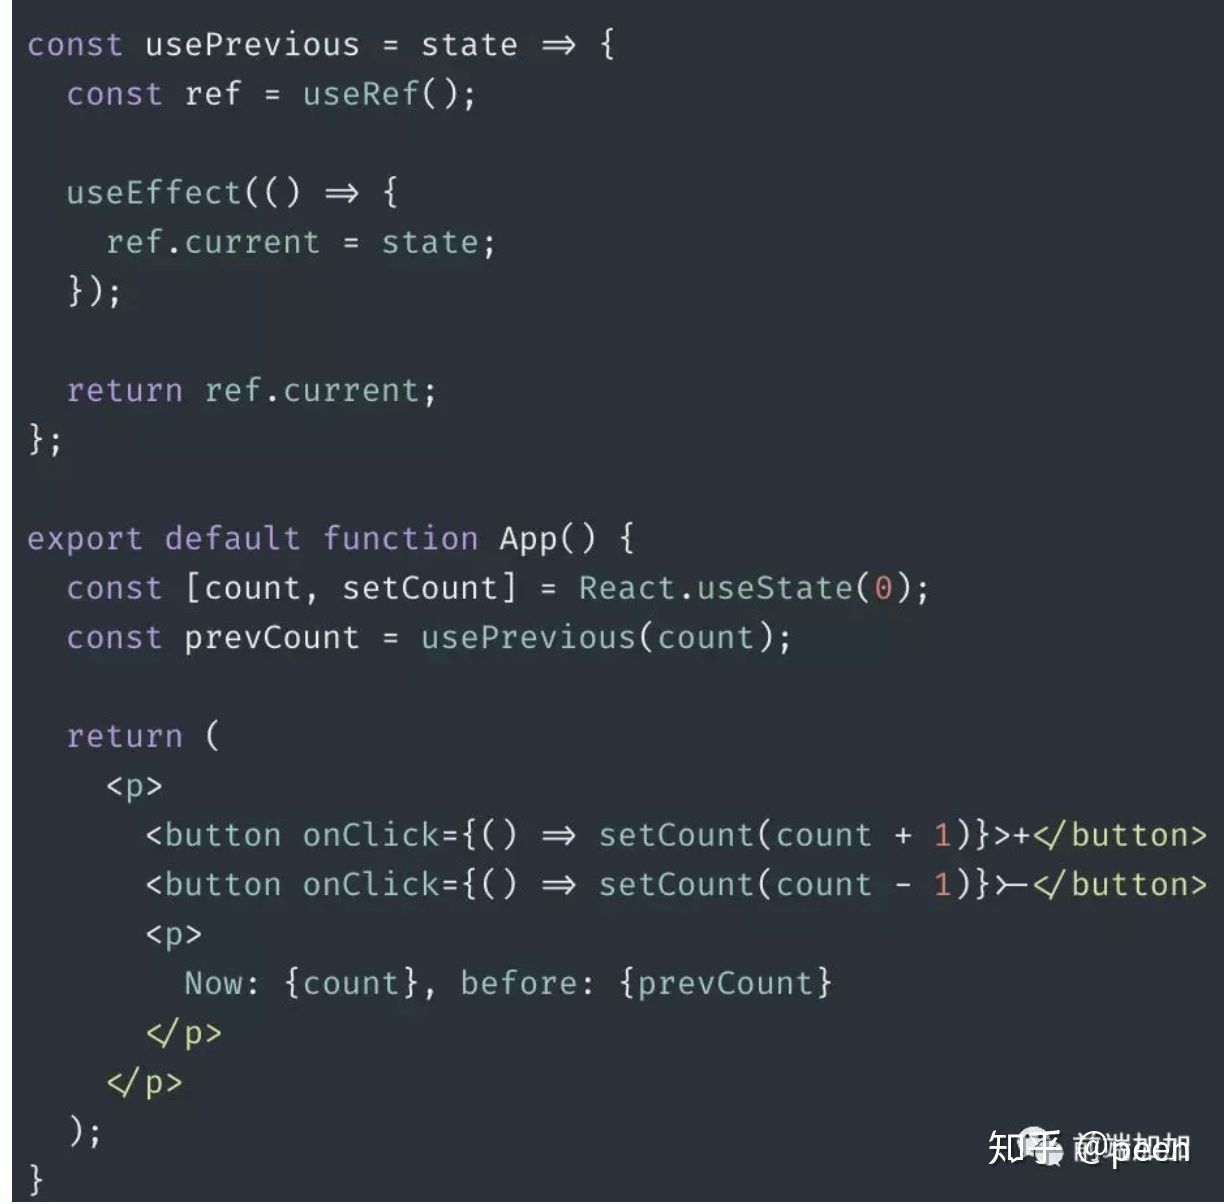 const usePrevious = state => {
  const ref = useRef();

  useEffect(() => {
    ref.current = state;
  });

  return ref.current;
};

export default function App() {
  const [count, setCount] = React.useState(0);
  const prevCount = usePrevious(count);

  return (
    <p>
      <button onClick={() => setCount(count + 1)}>+</button>
      <button onClick={() => setCount(count - 1)}>-</button>
      <p>
        Now: {count}, before: {prevCount}
      </p>
    </p>
  );
}
知乎 @peen